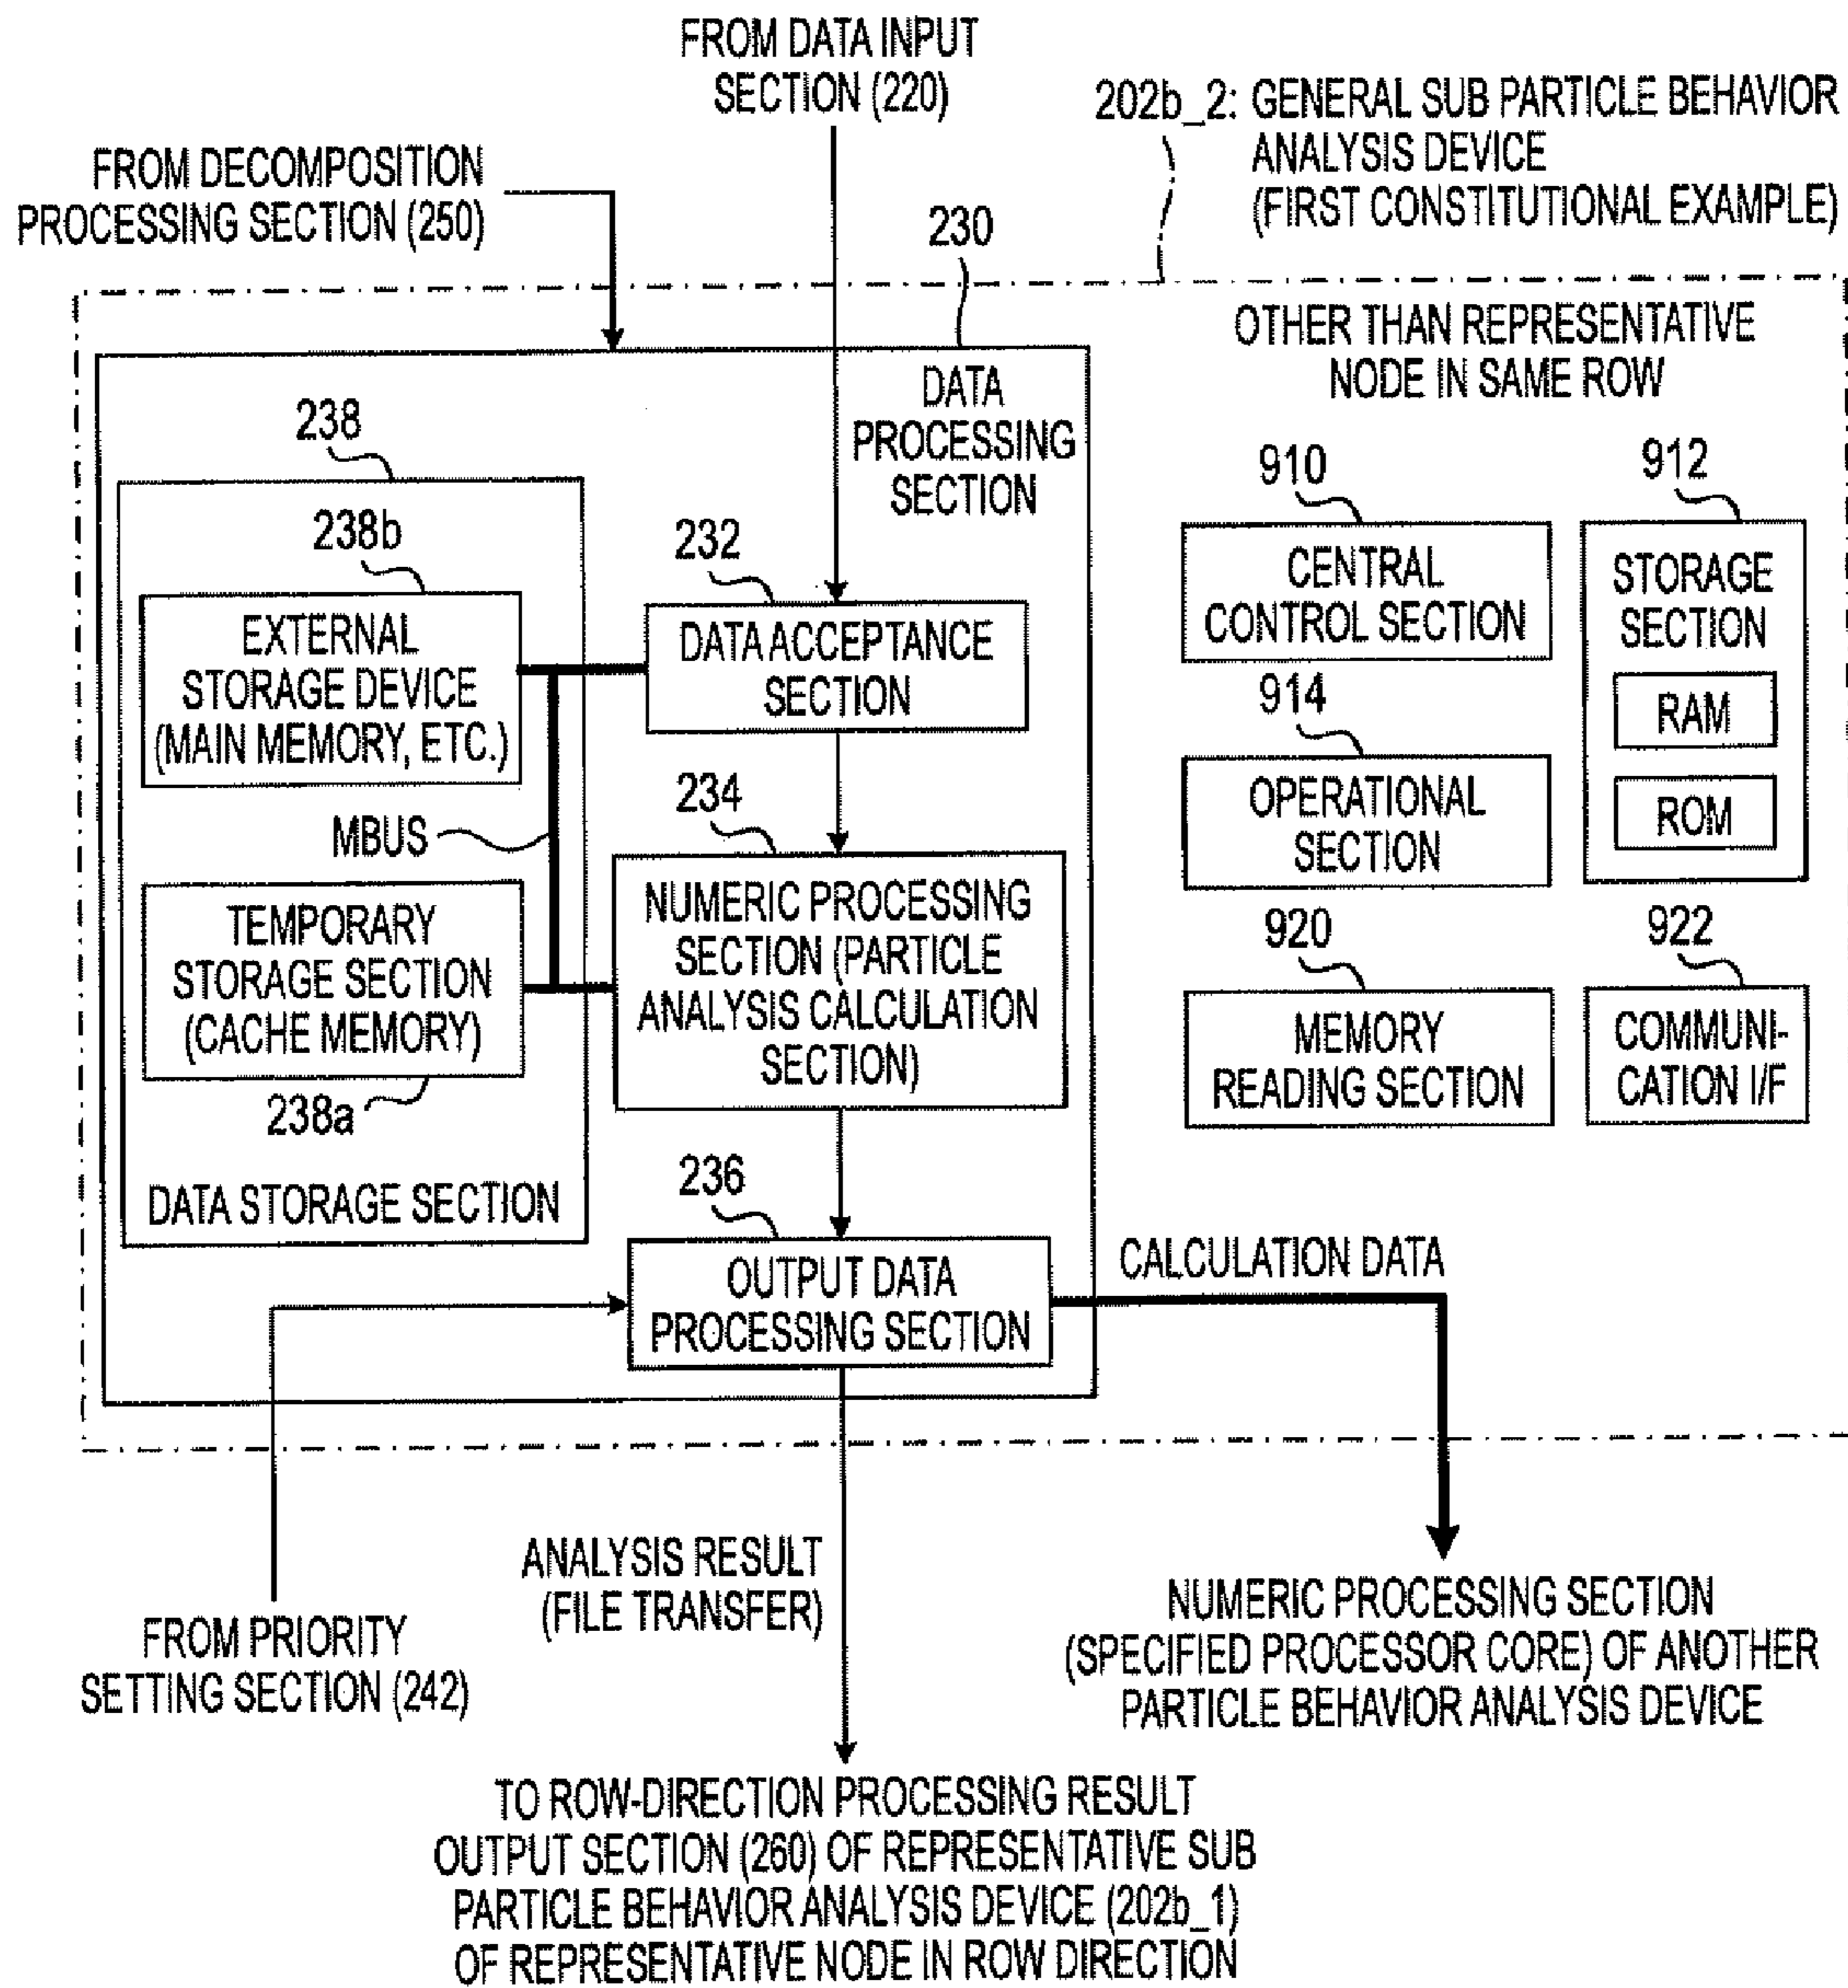 FROM DATA INPUT
SECTION (220)
202b_2: GENERAL SUB PARTICLE BEHAVIOR
ANALYSIS DEVICE
(FIRST CONSTITUTIONAL EXAMPLE)
FROM DECOMPOSITION
PROCESSING SECTION (250)
230
OTHER THAN REPRESENTATIVE
NODE IN SAME ROW
DATA
PROCESSING
SECTION
238
238b
EXTERNAL
STORAGE DEVICE
(MAIN MEMORY, ETC.)
232
DATA ACCEPTANCE
SECTION
MBUS
234
NUMERIC PROCESSING
SECTION (PARTICLE
ANALYSIS CALCULATION
SECTION)
TEMPORARY
STORAGE SECTION
(CACHE MEMORY)
238a
DATA STORAGE SECTION
236
OUTPUT DATA
PROCESSING SECTION
910
CENTRAL
CONTROL SECTION
912
STORAGE
SECTION
RAM
ROM
914
OPERATIONAL
SECTION
920
MEMORY
READING SECTION
922
COMMUNI-
CATION I/F
CALCULATION DATA
ANALYSIS RESULT
(FILE TRANSFER)
FROM PRIORITY
SETTING SECTION (242)
NUMERIC PROCESSING SECTION
(SPECIFIED PROCESSOR CORE) OF ANOTHER
PARTICLE BEHAVIOR ANALYSIS DEVICE
TO ROW-DIRECTION PROCESSING RESULT
OUTPUT SECTION (260) OF REPRESENTATIVE SUB
PARTICLE BEHAVIOR ANALYSIS DEVICE (202b_1)
OF REPRESENTATIVE NODE IN ROW DIRECTION